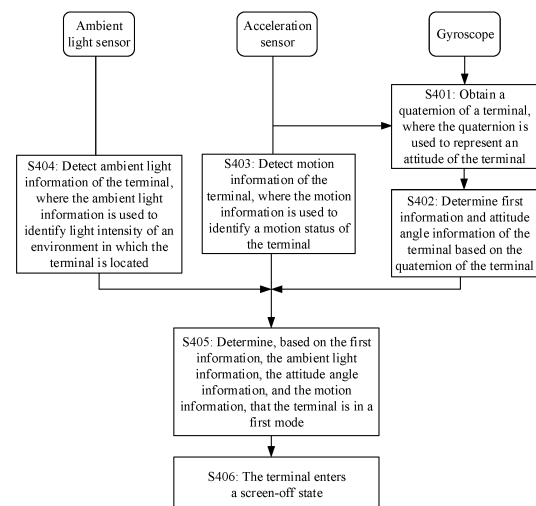 Ambient
light sensor
Acceleration
sensor
Gyroscope
S401: Obtain a
quaternion of a terminal,
where the quaternion is
used to represent an
attitude of the terminal
S404: Detect ambient light
information of the terminal,
where the ambient light
information is used to
identify light intensity of an
environment in which the
terminal is located
S403: Detect motion
information of the
terminal, where the motion
information is used to
identify a motion status
of the terminal
S402: Determine first
information and attitude
angle information of the
terminal based on the
quaternion of the terminal
S405: Determine, based on the first
information, the ambient light
information, the attitude angle
information, and the motion
information, that the terminal is in a
first mode
S406: The terminal enters
a screen-off state